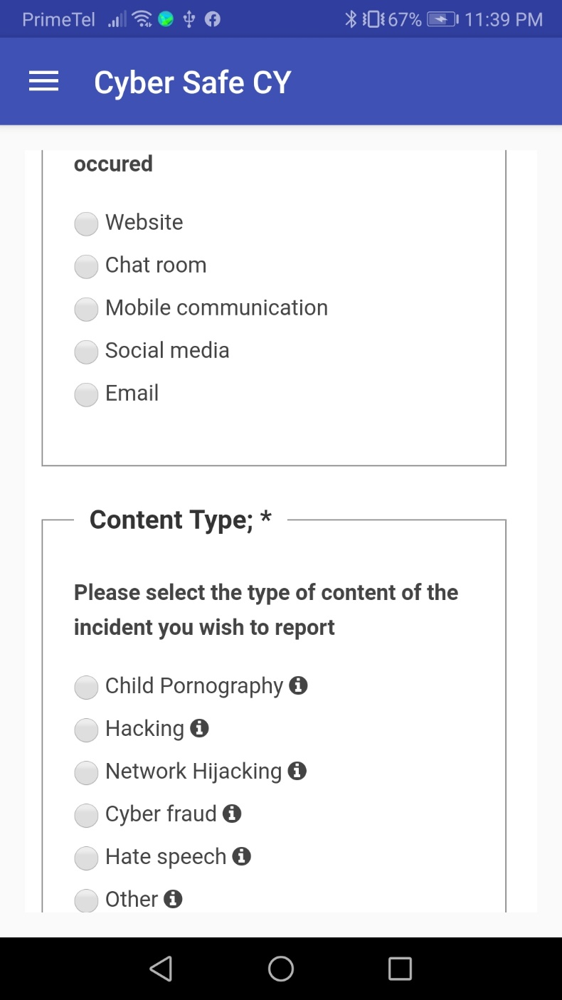 PrimeTel 67% 11:39 PM
Cyber Safe CY
occured
Website
Chat room
Mobile communication
Social media
Email
Content Type; *
Please select the type of content of the
incident you wish to report
Child Pornography
Hacking
Network Hijacking
Cyber fraud
Hate speech
Other